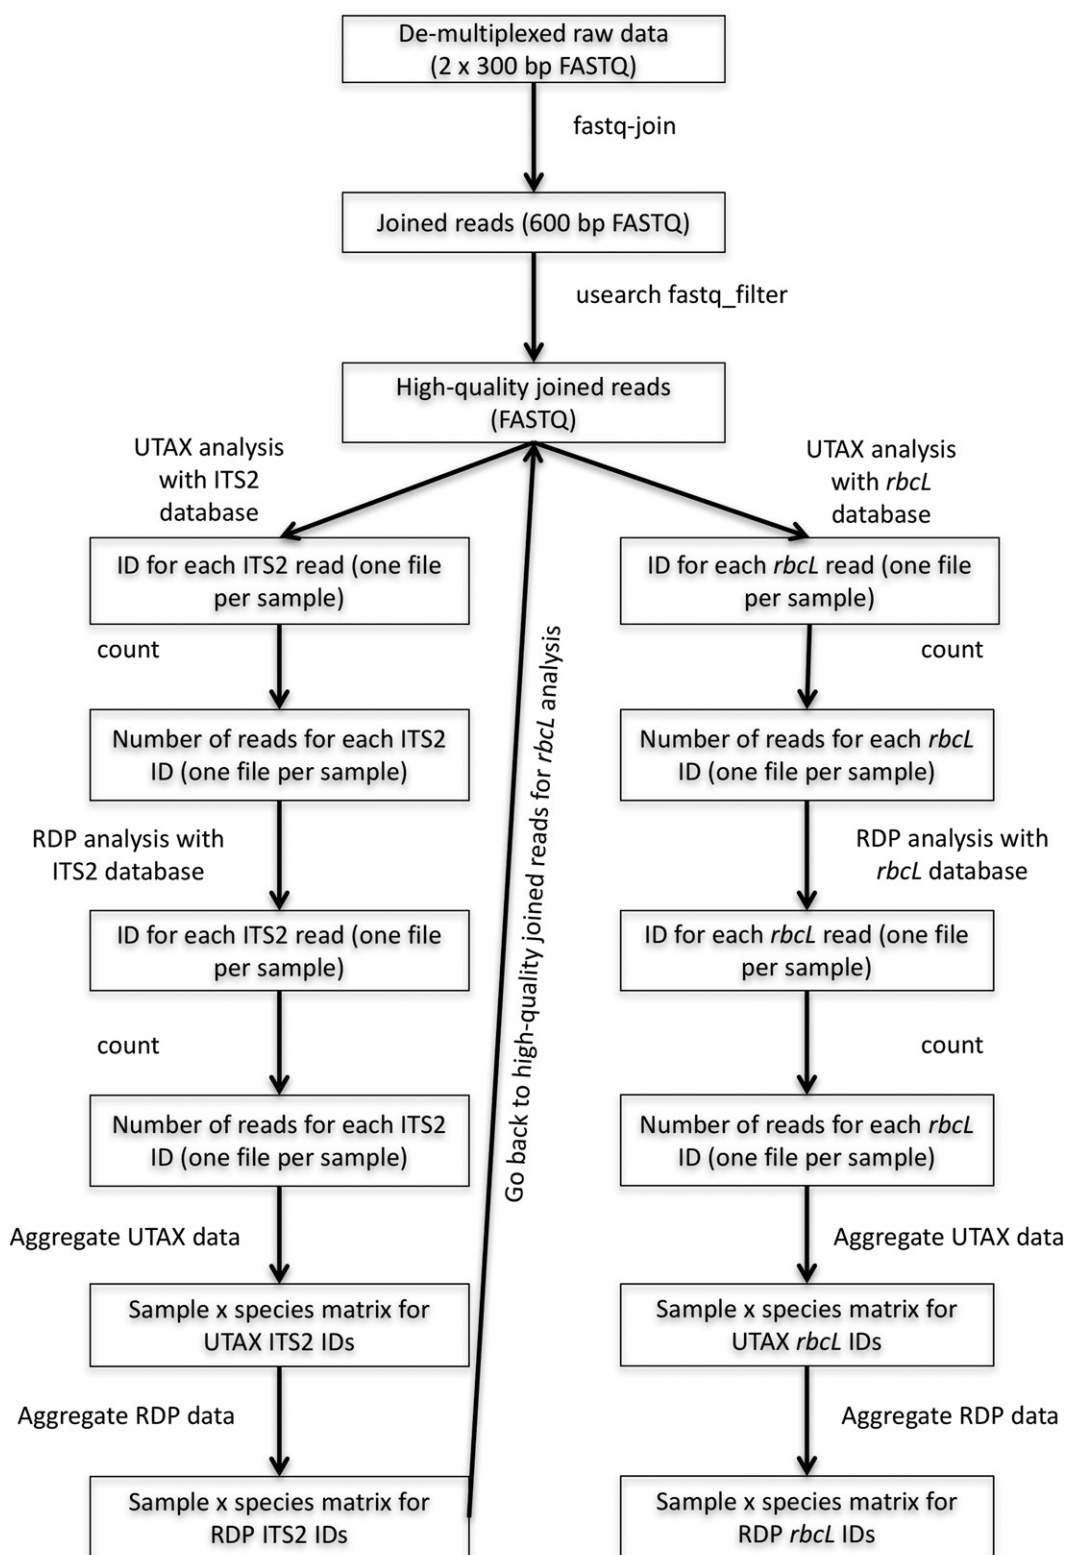 De-multiplexed raw data
(2 x 300 bp FASTQ)
fastq-join
Joined reads (600 bp FASTQ)
usearch fastq_filter
High-quality joined reads
(FASTQ)
UTAX analysis
with ITS2
database
UTAX analysis
with rbcL
database
ID for each ITS2 read (one file
per sample)
ID for each rbcL read (one file
per sample)
count
count
Number of reads for each ITS2
ID (one file per sample)
Number of reads for each rbcL
ID (one file per sample)
RDP analysis with
ITS2 database
RDP analysis with
rbcL database
Go back to high-quality joined reads for rbcL analysis
ID for each ITS2 read (one file
per sample)
ID for each rbcL read (one file
per sample)
count
count
Number of reads for each ITS2
ID (one file per sample)
Number of reads for each rbcL
ID (one file per sample)
Aggregate UTAX data
Aggregate UTAX data
Sample x species matrix for
UTAX ITS2 IDs
Sample x species matrix for
UTAX rbcL IDs
Aggregate RDP data
Aggregate RDP data
Sample x species matrix for
RDP ITS2 IDs
Sample x species matrix for
RDP rbcL IDs